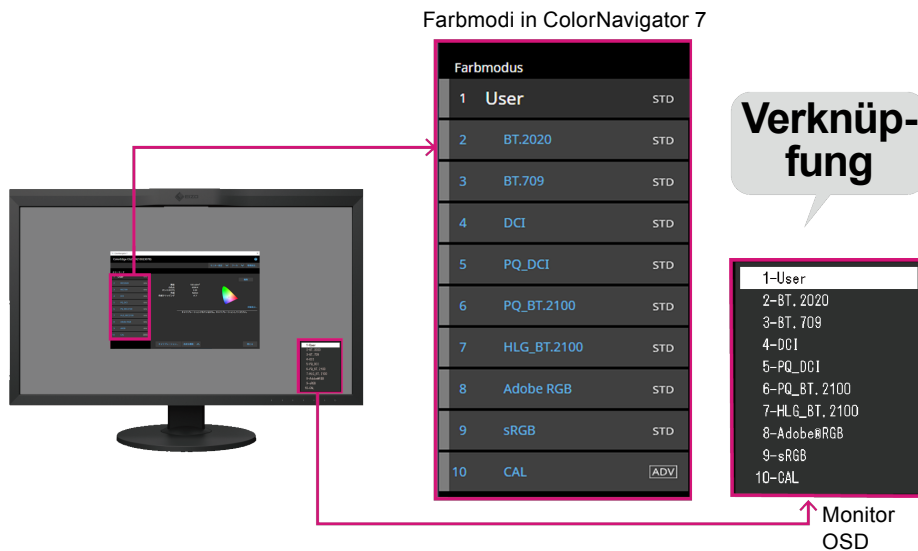 Farbmodi in ColorNavigator 7
Farbmodus
1 User STD
2 BT.2020 STD
3 BT.709 STD
4 DCI STD
5 PQ_DCI STD
6 PQ_BT.2100 STD
7 HLG_BT.2100 STD
8 Adobe RGB STD
9 sRGB STD
10 CAL ADV
Verknüp-
fung
1-User
2-BT.2020
3-BT.709
4-DCI
5-PQ_DCI
6-PQ_BT.2100
7-HLG_BT.2100
8-Adobe®RGB
9-sRGB
10-CAL
Monitor
OSD